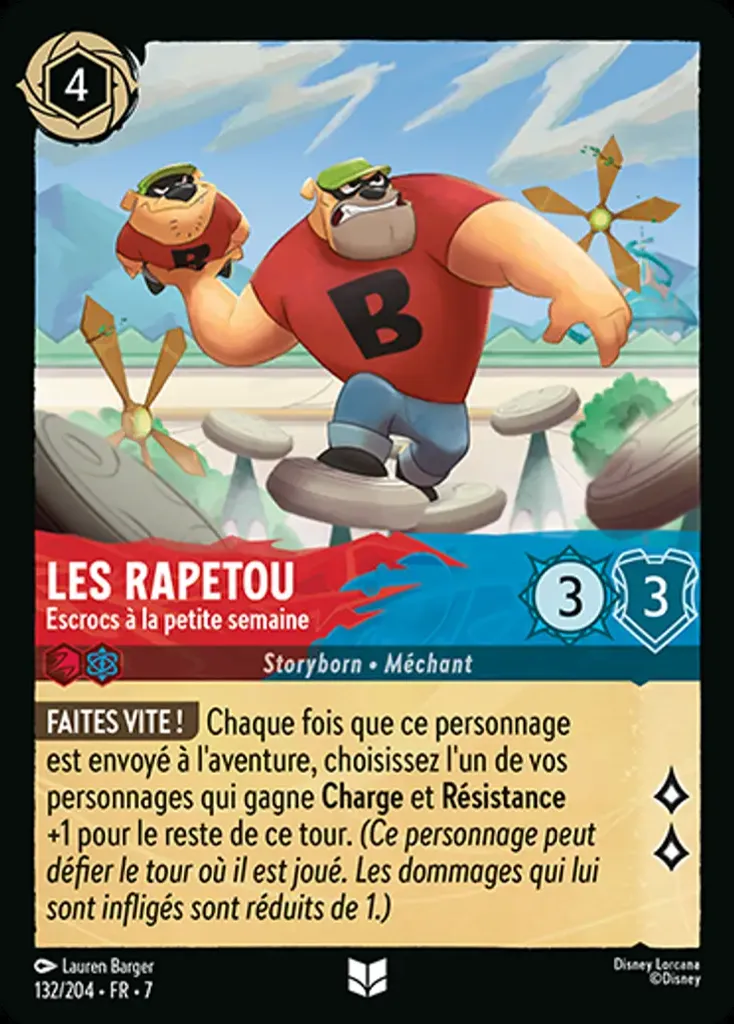 4
B
B
LES RAPETOU
Escrocs à la petite semaine
3
3
Storyborn • Méchant
FAITES VITE ! Chaque fois que ce personnage
est envoyé à l'aventure, choisissez l'un de vos
personnages qui gagne Charge et Résistance
+1 pour le reste de ce tour. (Ce personnage peut
défier le tour où il est joué. Les dommages qui lui
sont infligés sont réduits de 1.)
Lauren Barger
132/204 • FR • 7
Disney Lorcana
©Disney